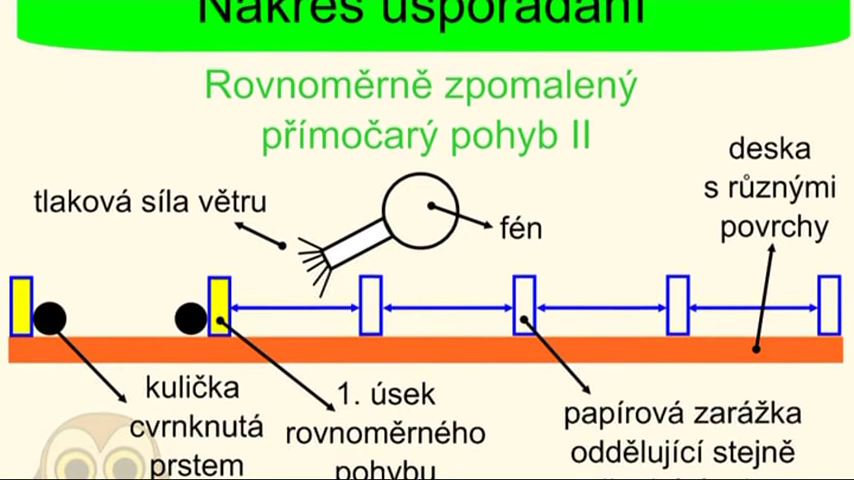 Nákres uspořádání
Rovnoměrně zpomalený
přímočarý pohyb II
deska
s různými
povrchy
tlaková síla větru
fén
kulička
cvrnknutá
prstem
1. úsek
rovnoměrného
pohybu
papírová zarážka
oddělující stejně